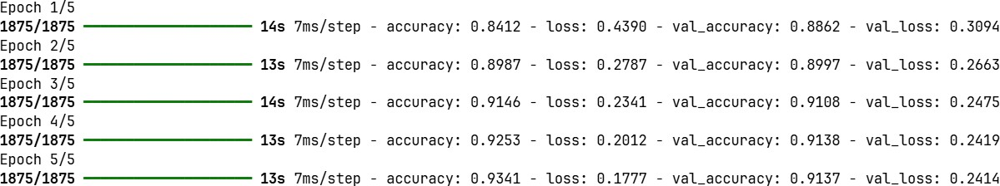 Epoch 1/5
1875/1875 ━━━━━━━━━━━━━━━━━━━━ 14s 7ms/step - accuracy: 0.8412 - loss: 0.4390 - val_accuracy: 0.8862 - val_loss: 0.3094
Epoch 2/5
1875/1875 ━━━━━━━━━━━━━━━━━━━━ 13s 7ms/step - accuracy: 0.8987 - loss: 0.2787 - val_accuracy: 0.8997 - val_loss: 0.2663
Epoch 3/5
1875/1875 ━━━━━━━━━━━━━━━━━━━━ 14s 7ms/step - accuracy: 0.9146 - loss: 0.2341 - val_accuracy: 0.9108 - val_loss: 0.2475
Epoch 4/5
1875/1875 ━━━━━━━━━━━━━━━━━━━━ 13s 7ms/step - accuracy: 0.9253 - loss: 0.2012 - val_accuracy: 0.9138 - val_loss: 0.2419
Epoch 5/5
1875/1875 ━━━━━━━━━━━━━━━━━━━━ 13s 7ms/step - accuracy: 0.9341 - loss: 0.1777 - val_accuracy: 0.9137 - val_loss: 0.2414